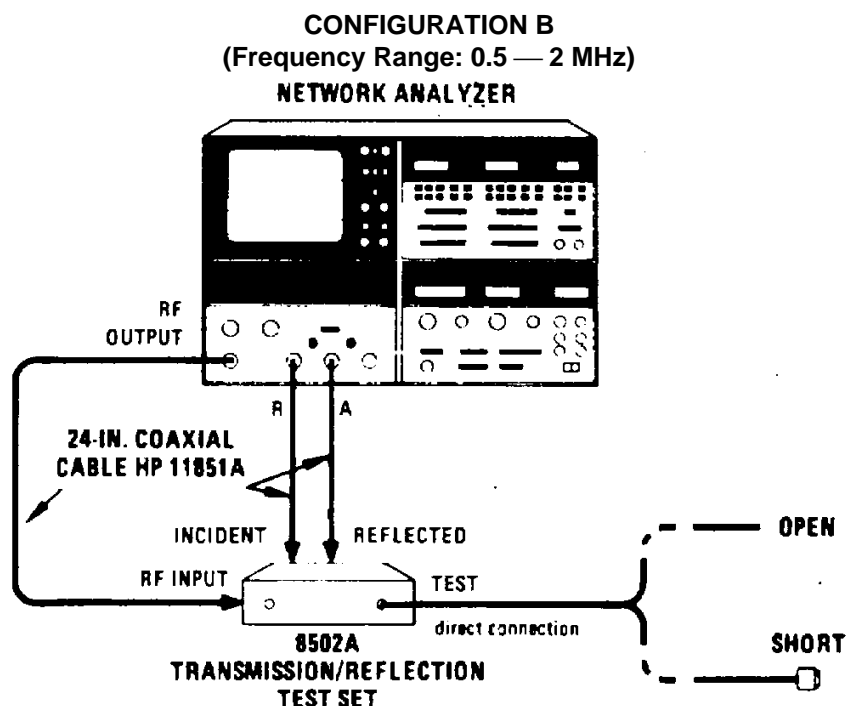 CONFIGURATION B
(Frequency Range: 0.5 — 2 MHz)
NETWORK ANALYZER
RF
OUTPUT
R
A
24-IN. COAXIAL
CABLE HP 11851A
INCIDENT
REFLECTED
RF INPUT
TEST
direct connection
OPEN
SHORT
8502A
TRANSMISSION/REFLECTION
TEST SET